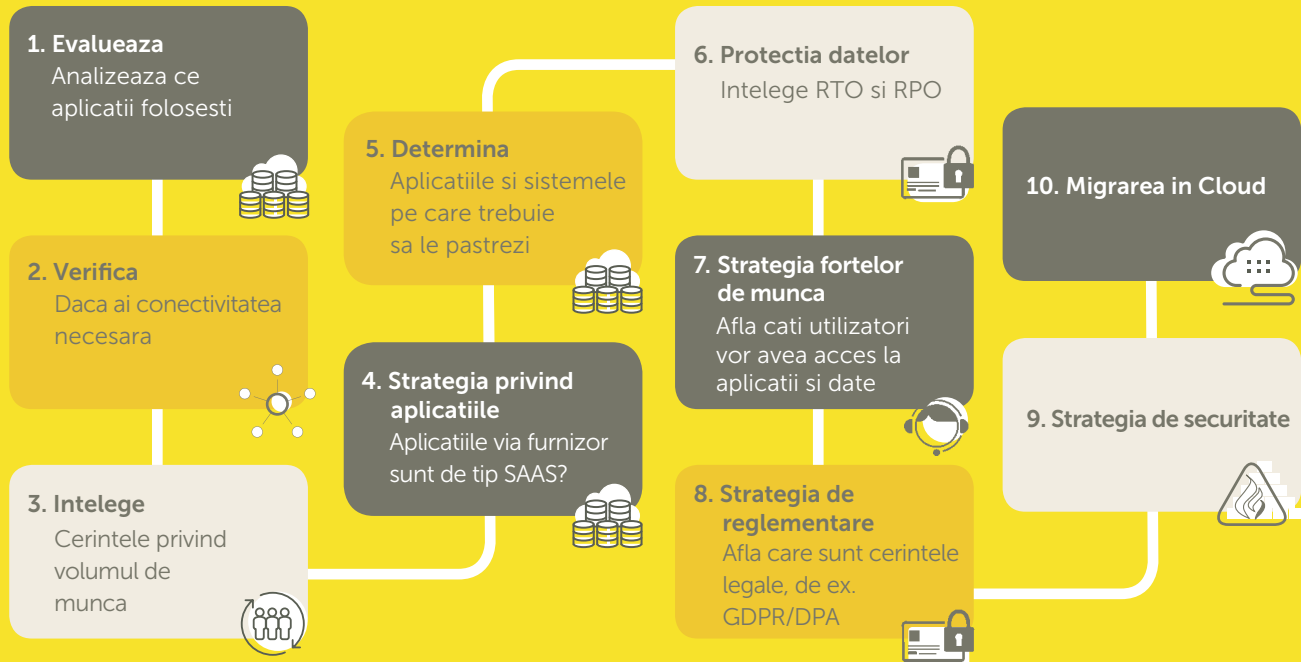 1. Evalueaza
Analizeaza ce
aplicatii folosesti
2. Verifica
Daca ai conectivitatea
necesara
3. Intelege
Cerintele privind
volumul de
munca
4. Strategia privind
aplicatiile
Aplicatiile via furnizor
sunt de tip SAAS?
5. Determina
Aplicatiile si sistemele
pe care trebuie
sa le pastrezi
6. Protectia datelor
Intelege RTO si RPO
7. Strategia fortelor
de munca
Afla cati utilizatori
vor avea acces la
aplicatii si date
8. Strategia de
reglementare
Afla care sunt cerintele
legale, de ex.
GDPR/DPA
9. Strategia de securitate
10. Migrarea in Cloud